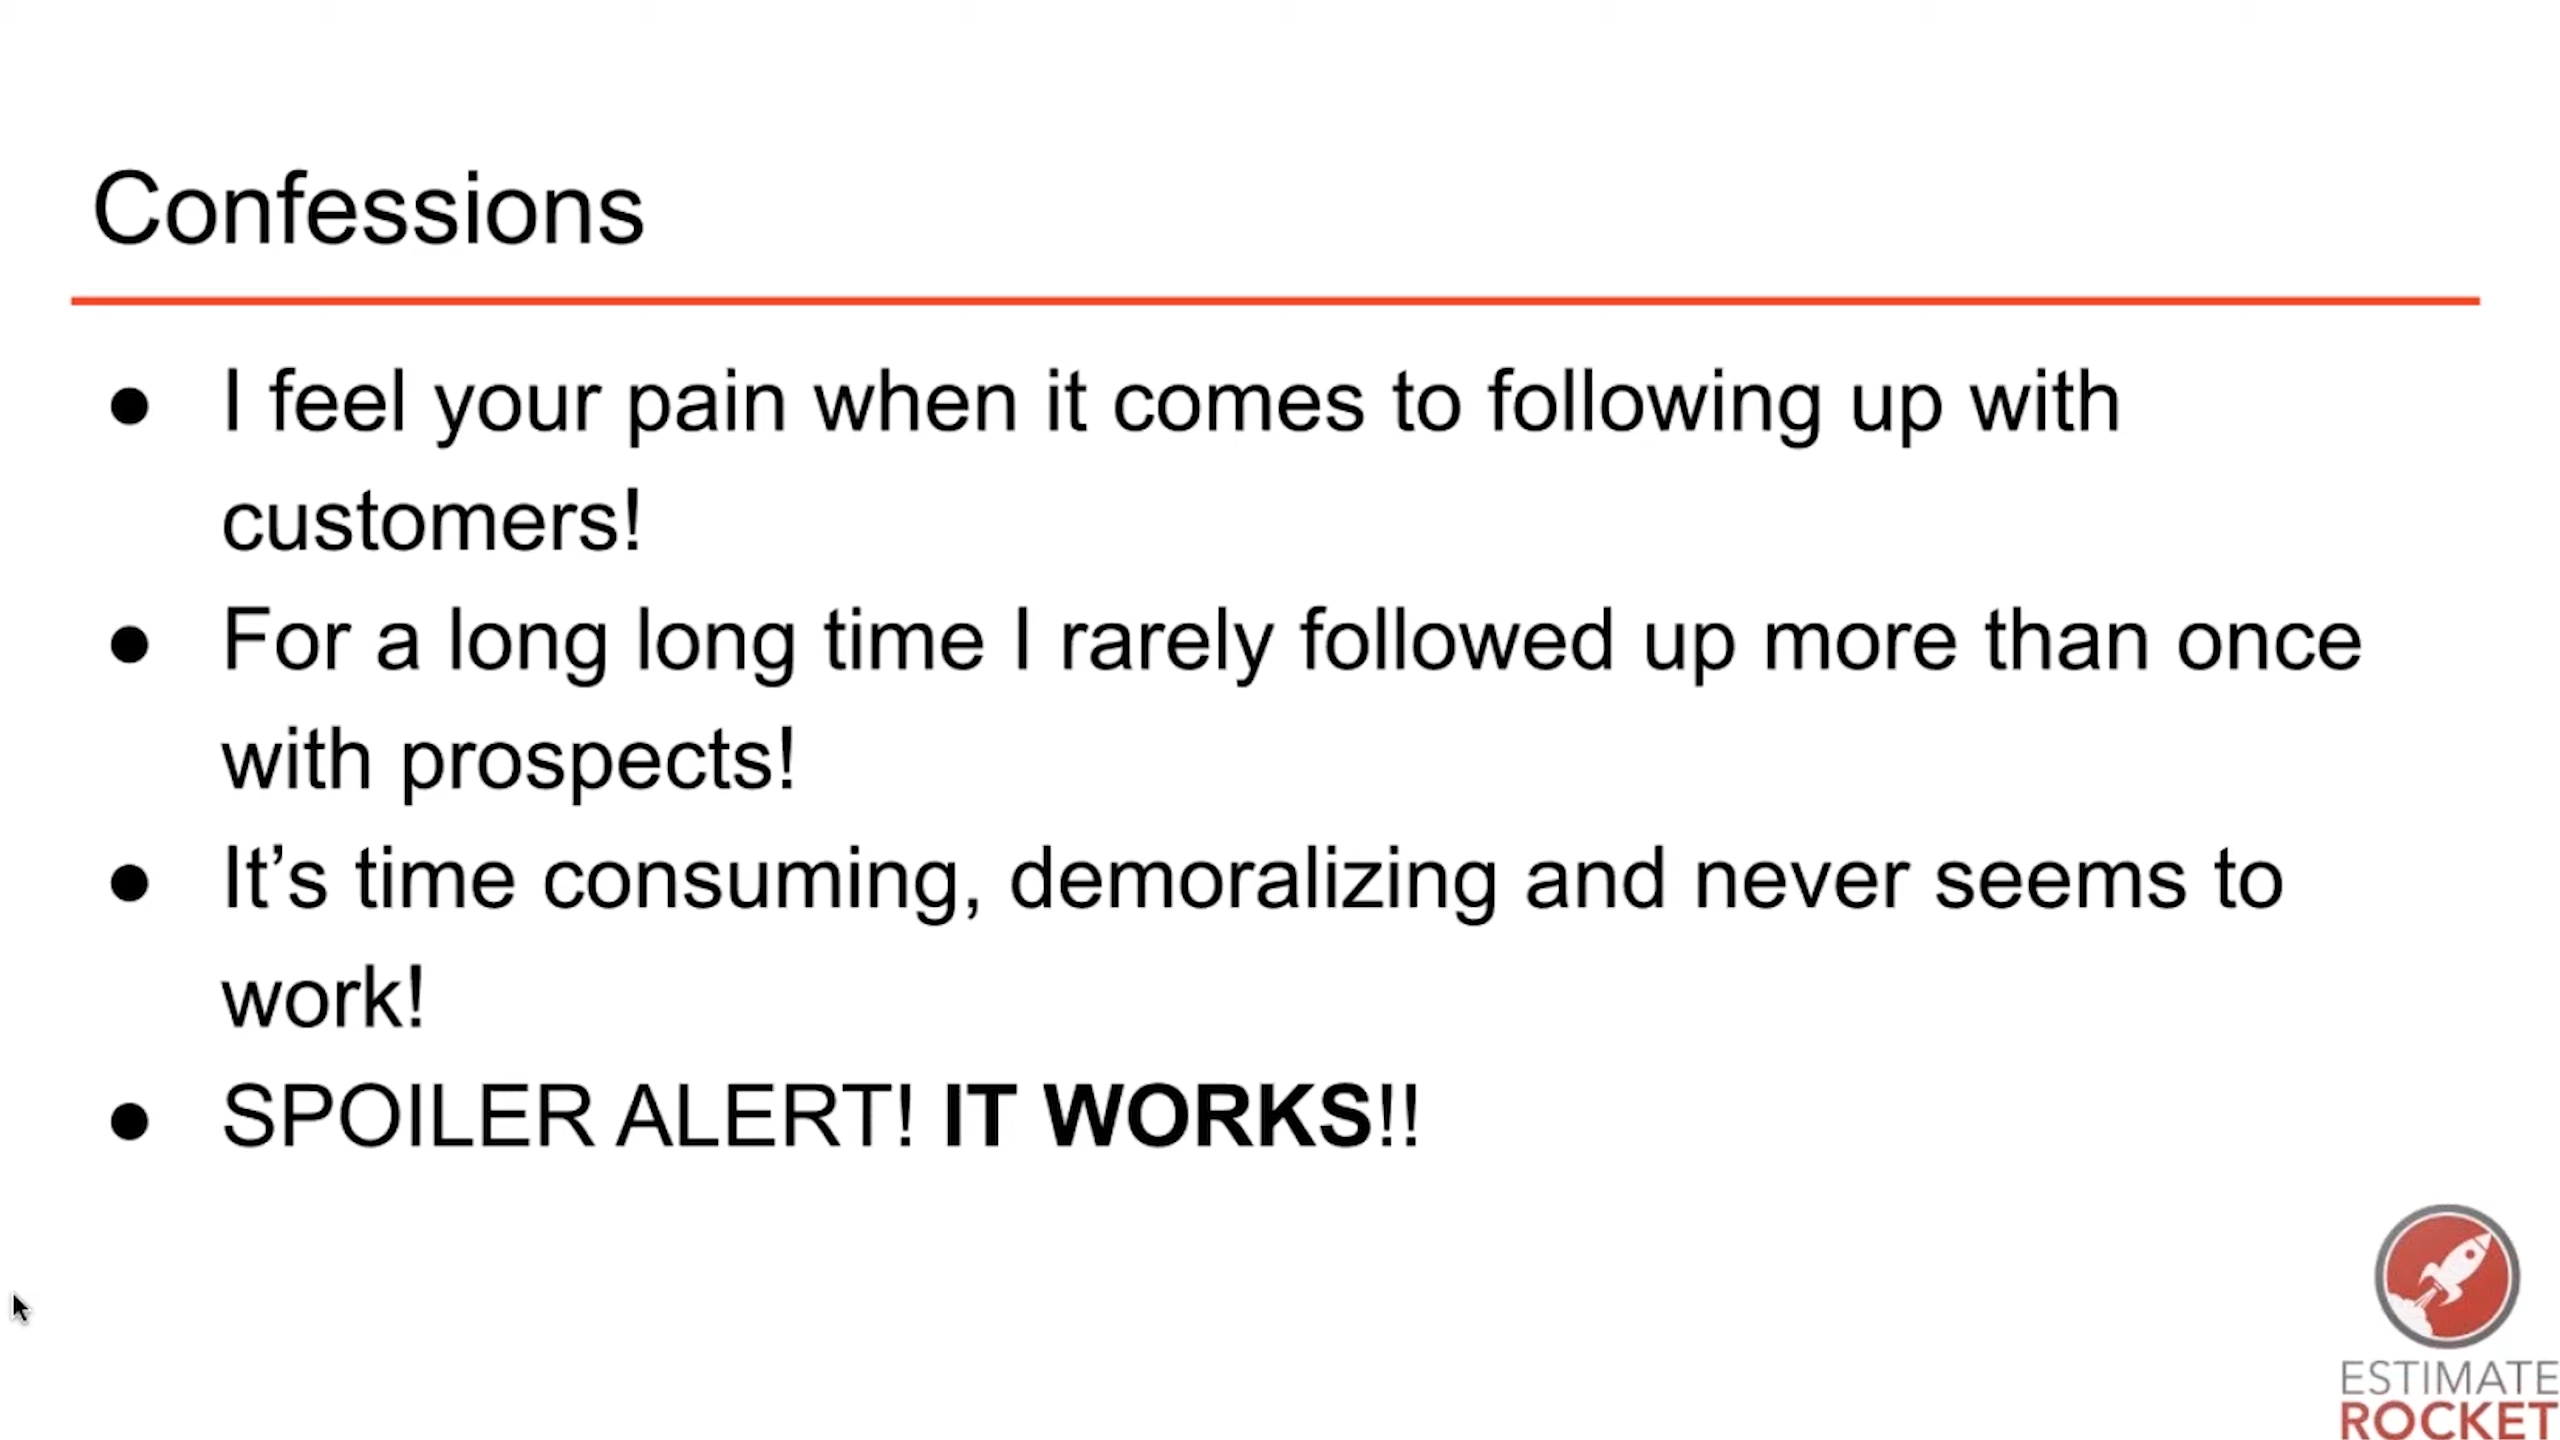 Confessions
● I feel your pain when it comes to following up with
customers!
● For a long long time I rarely followed up more than once
with prospects!
● It’s time consuming, demoralizing and never seems to
work!
● SPOILER ALERT! IT WORKS!!
ESTIMATE
ROCKET